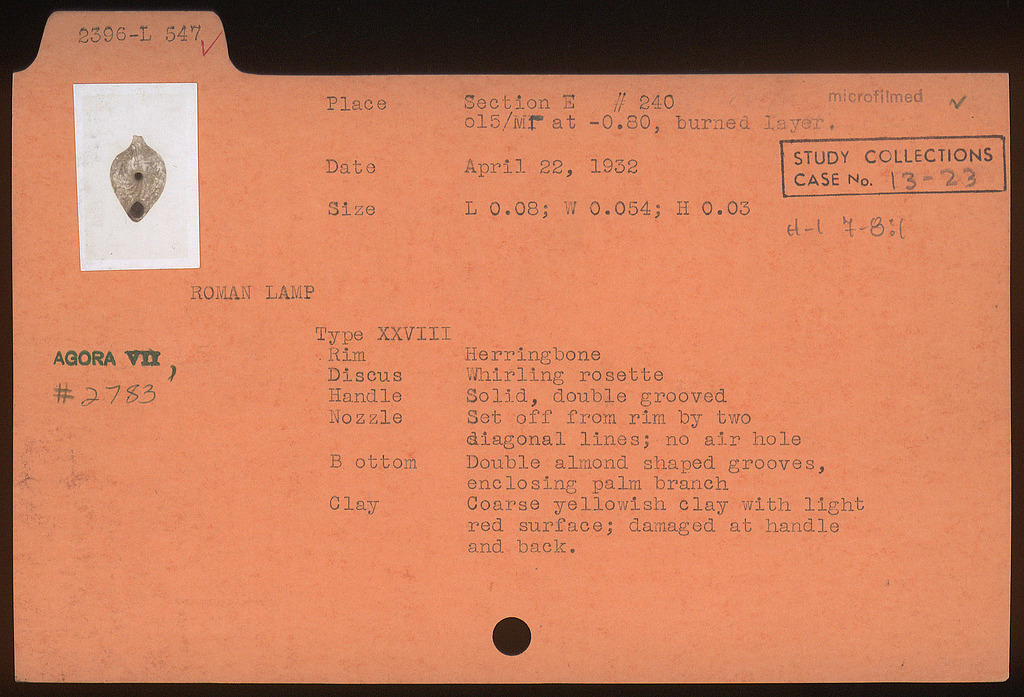 2396-L 547 ✓
Place Section E # 240
o15/MΓ at -0.80, burned layer.
microfilmed ✓
Date April 22, 1932
STUDY COLLECTIONS
CASE No. 13-23
Size L 0.08; W 0.054; H 0.03
7-8:1
ROMAN LAMP
Type XXVIII
AGORA VII,
# 2783
Rim Herringbone
Discus Whirling rosette
Handle Solid, double grooved
Nozzle Set off from rim by two
diagonal lines; no air hole
B ottom Double almond shaped grooves,
enclosing palm branch
Clay Coarse yellowish clay with light
red surface; damaged at handle
and back.